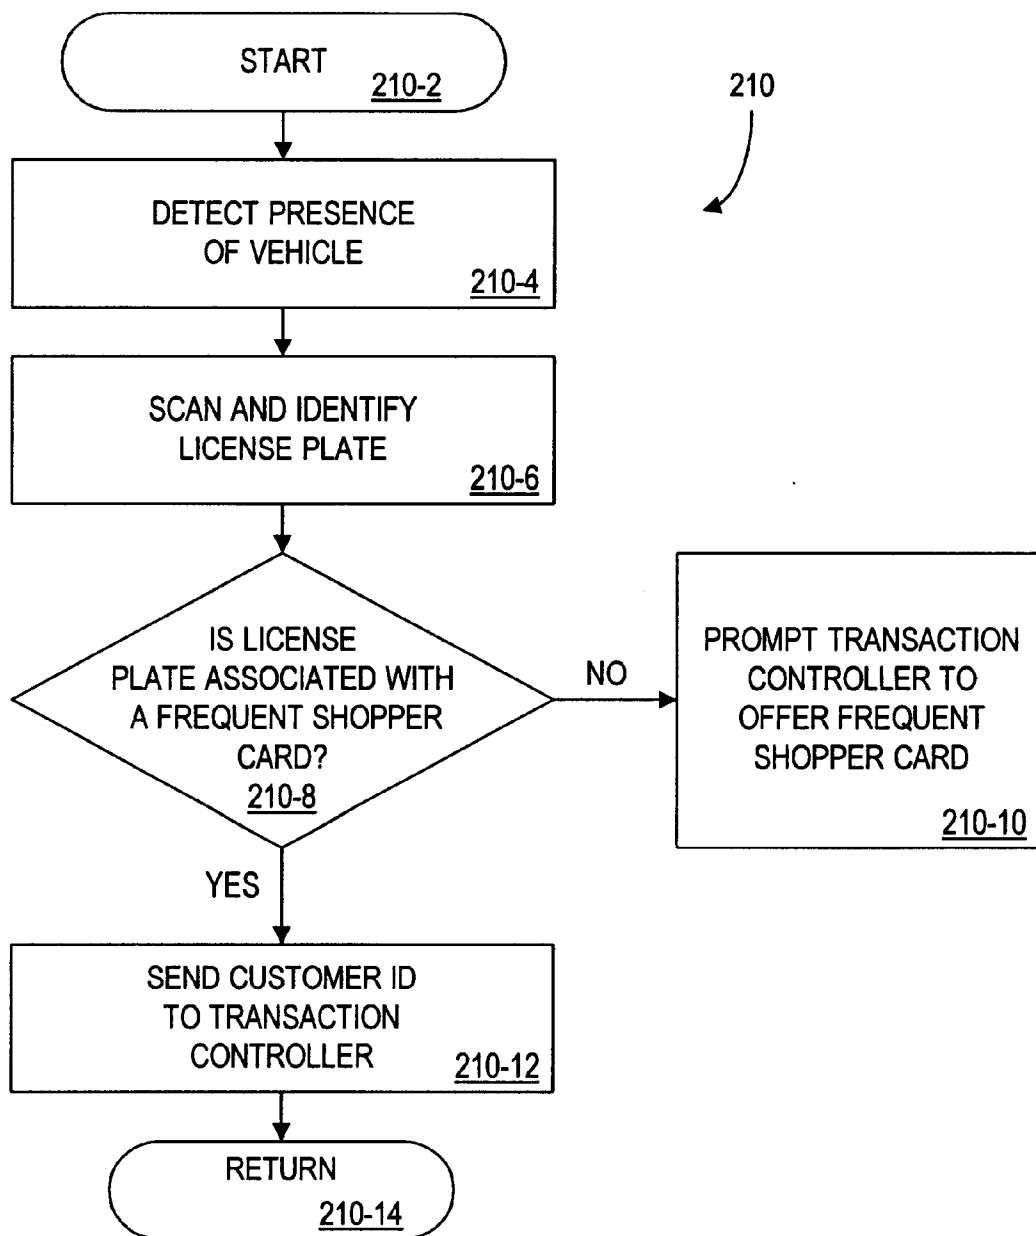 START
210-2
210
DETECT PRESENCE
OF VEHICLE
210-4
SCAN AND IDENTIFY
LICENSE PLATE
210-6
IS LICENSE
PLATE ASSOCIATED WITH
A FREQUENT SHOPPER
CARD?
210-8
NO
PROMPT TRANSACTION
CONTROLLER TO
OFFER FREQUENT
SHOPPER CARD
210-10
YES
SEND CUSTOMER ID
TO TRANSACTION
CONTROLLER
210-12
RETURN
210-14